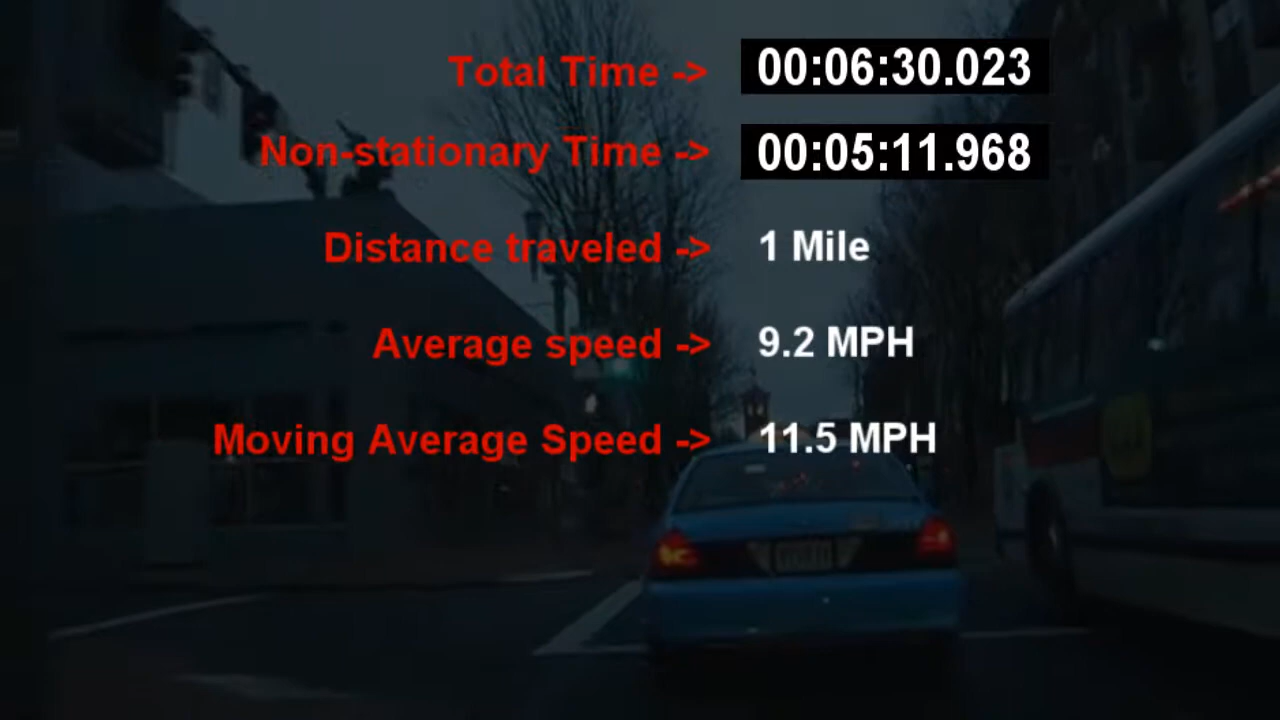 Total Time -> 00:06:30.023
Non-stationary Time -> 00:05:11.968
Distance traveled -> 1 Mile
Average speed -> 9.2 MPH
Moving Average Speed -> 11.5 MPH